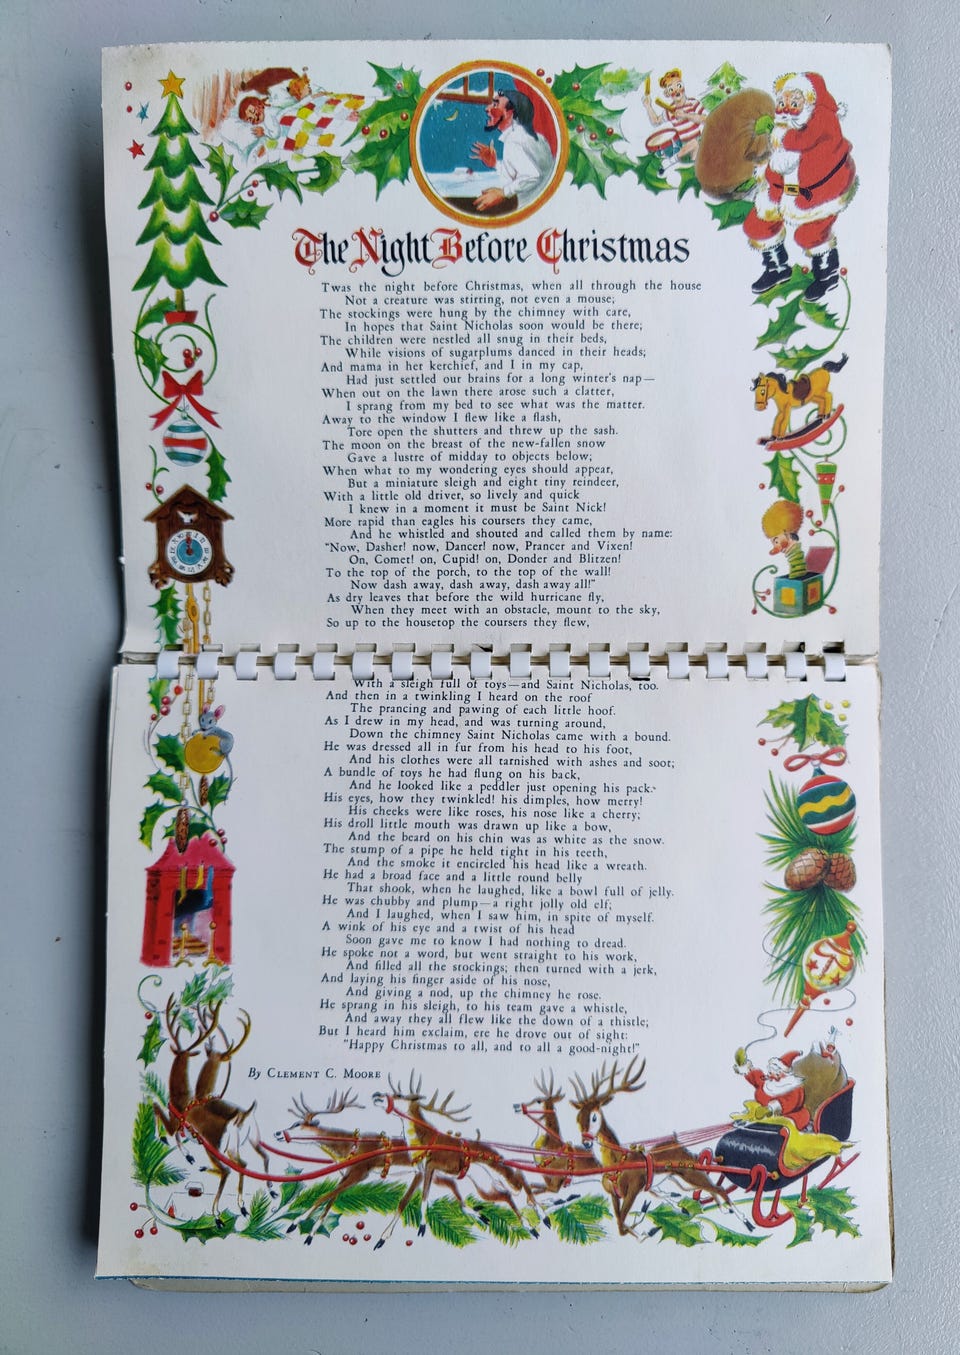 The Night Before Christmas
Twas the night before Christmas, when all through the house
Not a creature was stirring, not even a mouse;
The stockings were hung by the chimney with care,
In hopes that Saint Nicholas soon would be there;
The children were nestled all snug in their beds,
While visions of sugarplums danced in their heads;
And mama in her kerchief, and I in my cap,
Had just settled our brains for a long winter's nap—
When out on the lawn there arose such a clatter,
I sprang from my bed to see what was the matter.
Away to the window I flew like a flash,
Tore open the shutters and threw up the sash.
The moon on the breast of the new-fallen snow
Gave a lustre of midday to objects below;
When what to my wondering eyes should appear,
But a miniature sleigh and eight tiny reindeer,
With a little old driver, so lively and quick
I knew in a moment it must be Saint Nick!
More rapid than eagles his coursers they came,
And he whistled and shouted and called them by name:
"Now, Dasher! now, Dancer! now, Prancer and Vixen!
On, Comet! on, Cupid! on, Donder and Blitzen!
To the top of the porch, to the top of the wall!
Now dash away, dash away, dash away all!"
As dry leaves that before the wild hurricane fly,
When they meet with an obstacle, mount to the sky,
So up to the housetop the coursers they flew,
With a sleigh full of toys—and Saint Nicholas, too.
And then in a twinkling I heard on the roof
The prancing and pawing of each little hoof.
As I drew in my head, and was turning around,
Down the chimney Saint Nicholas came with a bound.
He was dressed all in fur from his head to his foot,
And his clothes were all tarnished with ashes and soot;
A bundle of toys he had flung on his back,
And he looked like a peddler just opening his pack.
His eyes, how they twinkled! his dimples, how merry!
His cheeks were like roses, his nose like a cherry;
His droll little mouth was drawn up like a bow,
And the beard on his chin was as white as the snow.
The stump of a pipe he held tight in his teeth,
And the smoke it encircled his head like a wreath.
He had a broad face and a little round belly
That shook, when he laughed, like a bowl full of jelly.
He was chubby and plump—a right jolly old elf;
And I laughed, when I saw him, in spite of myself.
A wink of his eye and a twist of his head
Soon gave me to know I had nothing to dread.
He spoke not a word, but went straight to his work,
And filled all the stockings; then turned with a jerk,
And laying his finger aside of his nose,
And giving a nod, up the chimney he rose.
He sprang in his sleigh, to his team gave a whistle,
And away they all flew like the down of a thistle;
But I heard him exclaim, ere he drove out of sight:
"Happy Christmas to all, and to all a good-night!"
By CLEMENT C. MOORE